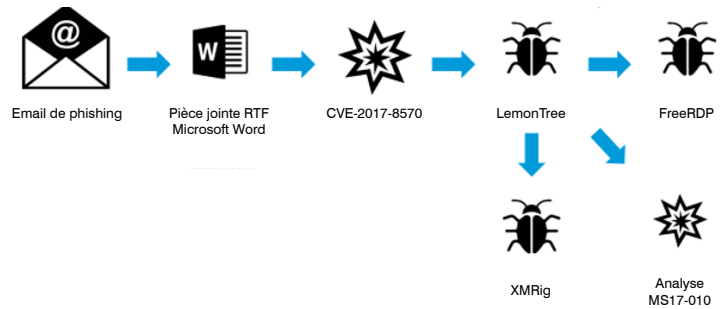 @
W
Email de phishing
Pièce jointe RTF
Microsoft Word
CVE-2017-8570
LemonTree
FreeRDP
XMRig
Analyse
MS17-010